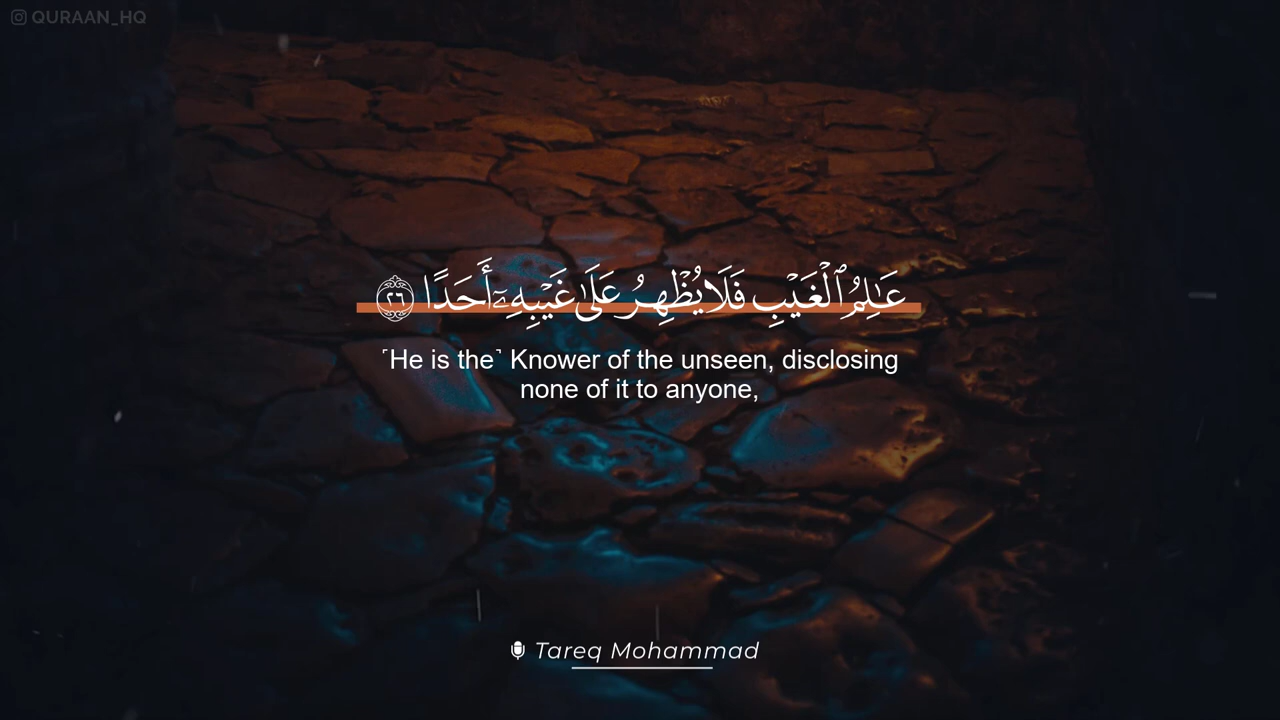 QURAAN_HQ
عَـٰلِمُ ٱلْغَيْبِ فَلَا يُظْهِرُ عَلَىٰ غَيْبِهِۦٓ أَحَدًا ٢٦
˹He is the˺ Knower of the unseen, disclosing
none of it to anyone,
Tareq Mohammad